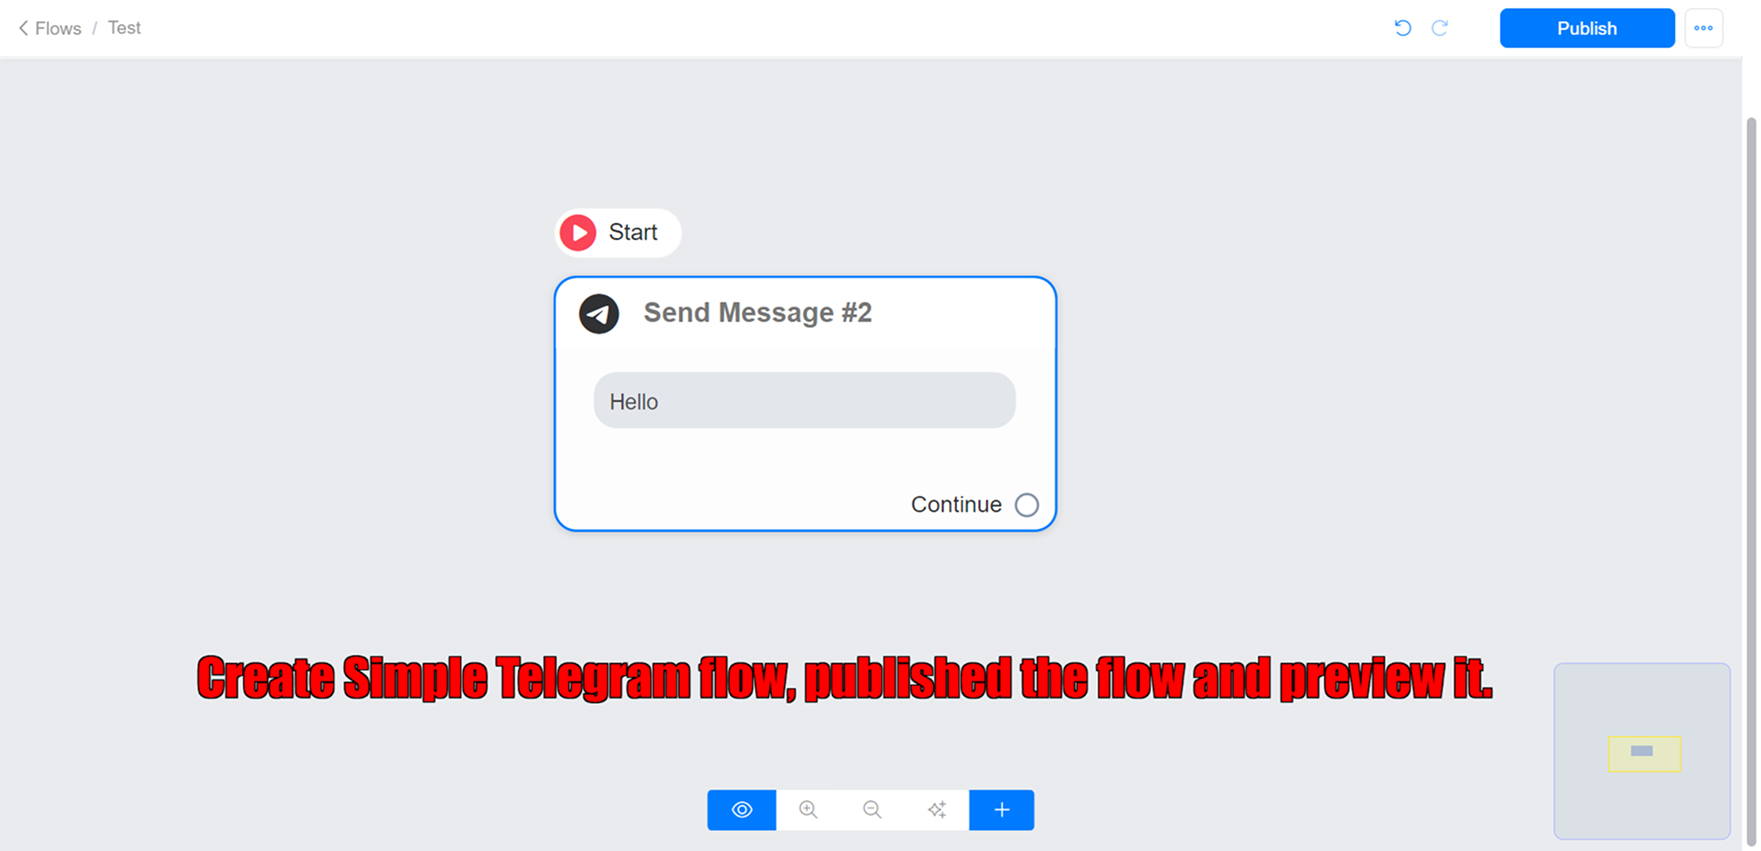 Flows / Test
Publish
Start
Send Message #2
Hello
Continue
Create Simple Telegram flow, published the flow and preview it.